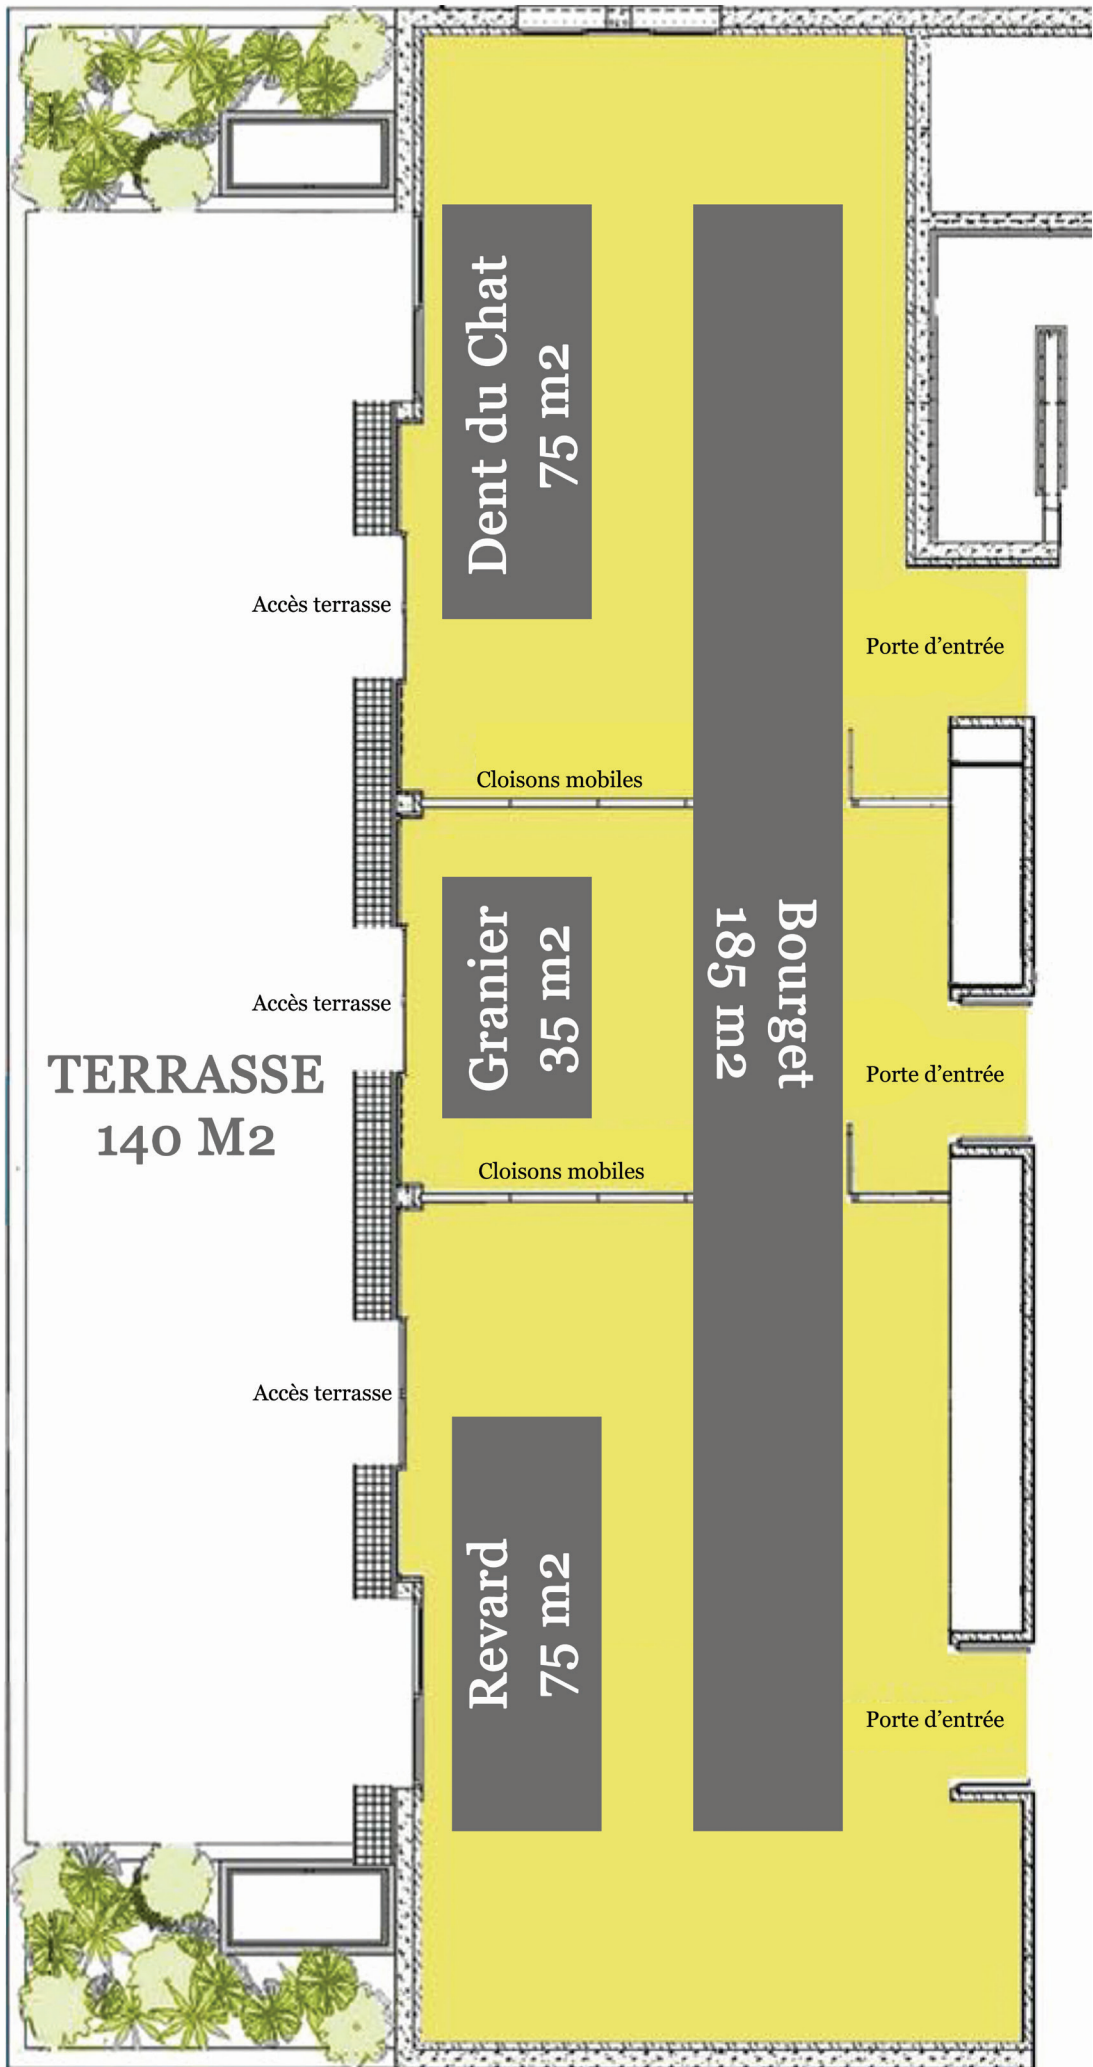 Dent du Chat
75 m2
Accès terrasse
Porte d’entrée
Cloisons mobiles
Granier
35 m2
Bourget
185 m2
Accès terrasse
TERRASSE
140 M2
Porte d’entrée
Cloisons mobiles
Accès terrasse
Revard
75 m2
Porte d’entrée